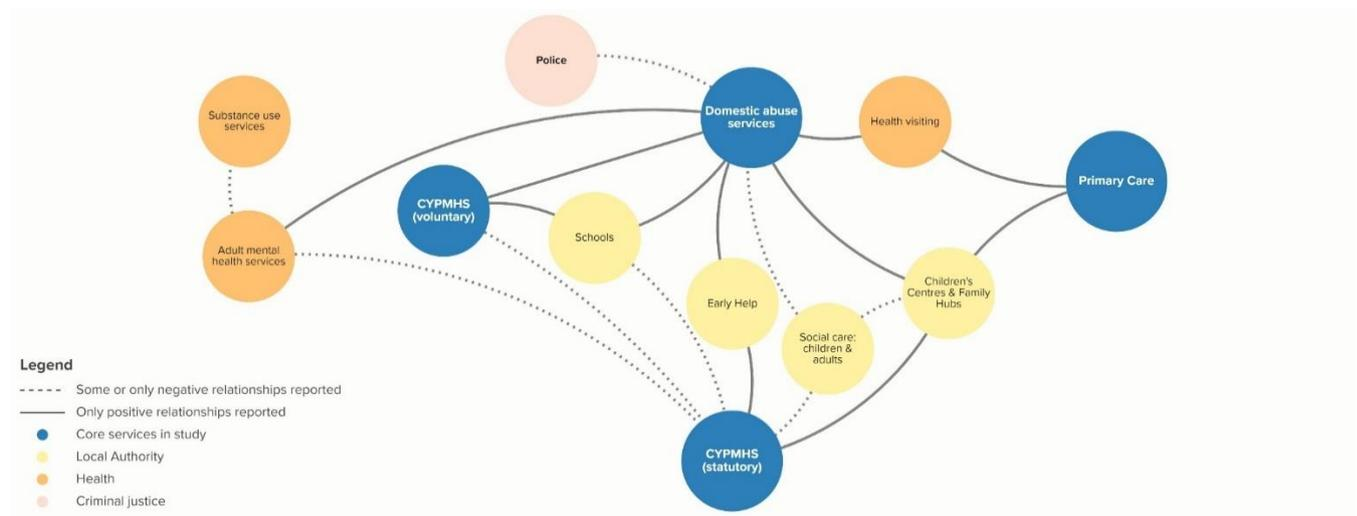 Police
Substance use
services
Domestic abuse
services
Health visiting
Primary Care
CYPMHS
(voluntary)
Schools
Adult mental
health services
Early Help
Children's
Centres & Family
Hubs
Social care:
children &
adults
CYPMHS
(statutory)
Legend
Some or only negative relationships reported
Only positive relationships reported
Core services in study
Local Authority
Health
Criminal justice